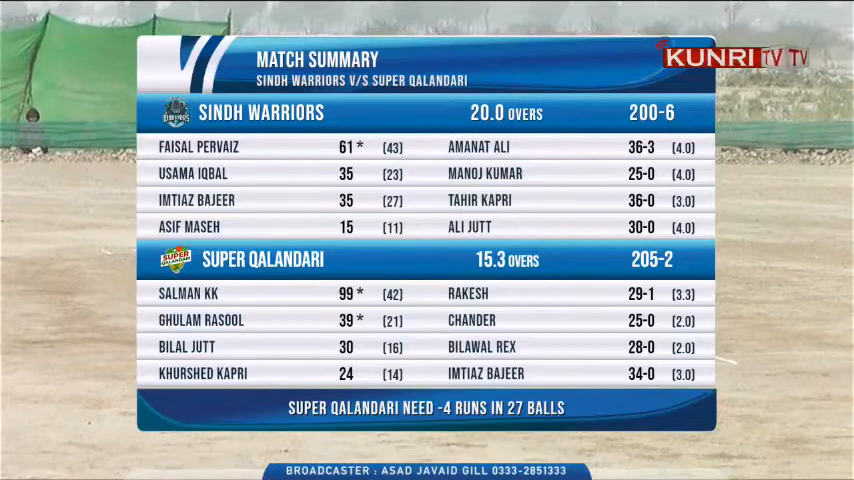 KUNRI TV TV
MATCH SUMMARY
SINDH WARRIORS V/S SUPER QALANDARI
SINDH WARRIORS 20.0 OVERS 200-6
FAISAL PERVAIZ 61 * (43) AMANAT ALI 36-3 (4.0)
USAMA IQBAL 35 (23) MANOJ KUMAR 25-0 (4.0)
IMTIAZ BAJEER 35 (27) TAHIR KAPRI 36-0 (3.0)
ASIF MASEH 15 (11) ALI JUTT 30-0 (4.0)
SUPER QALANDARI SUPER QALANDARI 15.3 OVERS 205-2
SALMAN KK 99 * (42) RAKESH 29-1 (3.3)
GHULAM RASOOL 39 * (21) CHANDER 25-0 (2.0)
BILAL JUTT 30 (16) BILAWAL REX 28-0 (2.0)
KHURSHED KAPRI 24 (14) IMTIAZ BAJEER 34-0 (3.0)
SUPER QALANDARI NEED -4 RUNS IN 27 BALLS
BROADCASTER : ASAD JAVAID GILL 0333-2851333